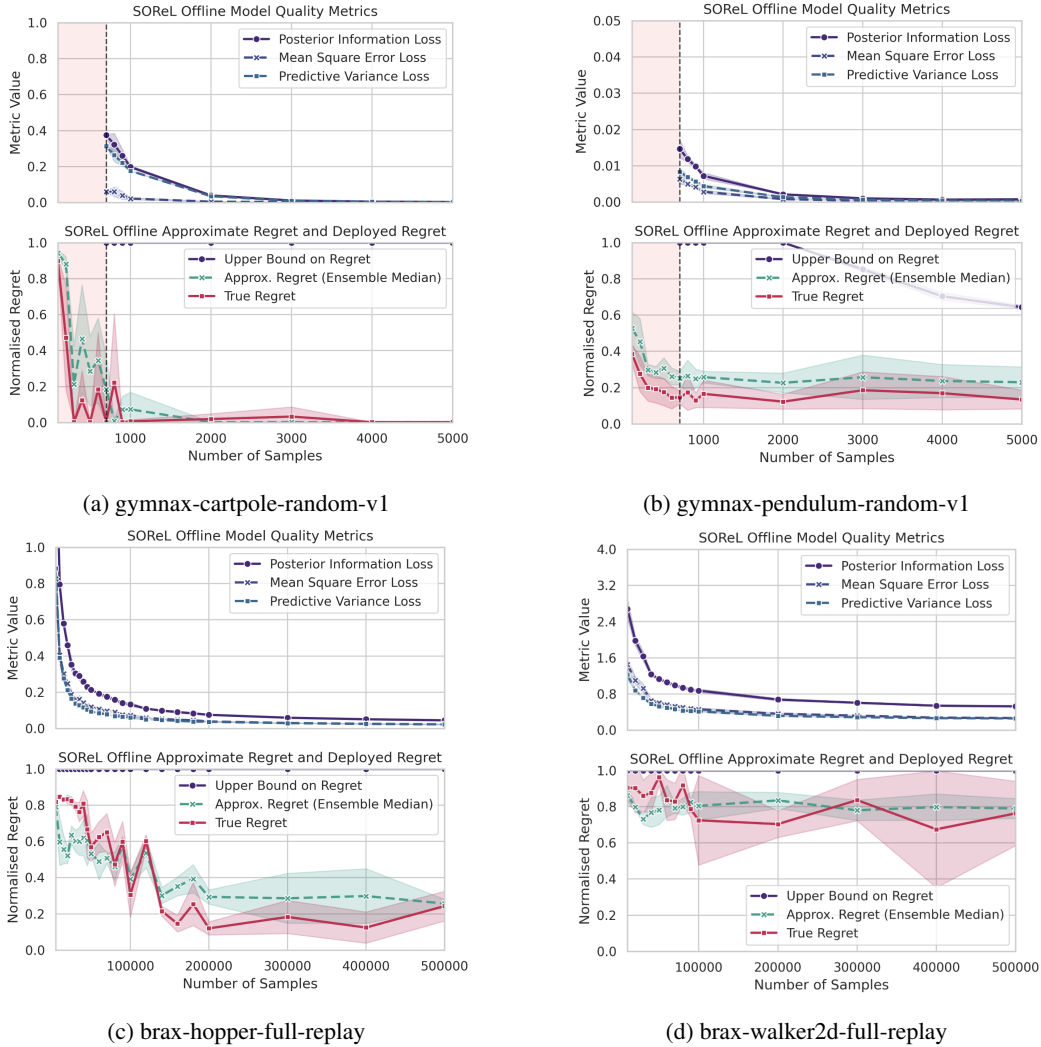 SOReL Offline Model Quality Metrics
1.0
0.8
0.6
0.4
0.2
0.0
Metric Value
Posterior Information Loss
Mean Square Error Loss
Predictive Variance Loss
SOReL Offline Approximate Regret and Deployed Regret
1.0
0.8
0.6
0.4
0.2
0.0
Normalised Regret
Upper Bound on Regret
Approx. Regret (Ensemble Median)
True Regret
1000 2000 3000 4000 5000
Number of Samples
(a) gymnax-cartpole-random-v1
SOReL Offline Model Quality Metrics
0.05
0.04
0.03
0.02
0.01
0.00
Metric Value
Posterior Information Loss
Mean Square Error Loss
Predictive Variance Loss
SOReL Offline Approximate Regret and Deployed Regret
1.0
0.8
0.6
0.4
0.2
0.0
Normalised Regret
Upper Bound on Regret
Approx. Regret (Ensemble Median)
True Regret
1000 2000 3000 4000 5000
Number of Samples
(b) gymnax-pendulum-random-v1
SOReL Offline Model Quality Metrics
1.0
0.8
0.6
0.4
0.2
0.0
Metric Value
Posterior Information Loss
Mean Square Error Loss
Predictive Variance Loss
SOReL Offline Approximate Regret and Deployed Regret
1.0
0.8
0.6
0.4
0.2
0.0
Normalised Regret
Upper Bound on Regret
Approx. Regret (Ensemble Median)
True Regret
100000 200000 300000 400000 500000
Number of Samples
(c) brax-hopper-full-replay
SOReL Offline Model Quality Metrics
4.0
3.2
2.4
1.6
0.8
0.0
Metric Value
Posterior Information Loss
Mean Square Error Loss
Predictive Variance Loss
SOReL Offline Approximate Regret and Deployed Regret
1.0
0.8
0.6
0.4
0.2
0.0
Normalised Regret
Upper Bound on Regret
Approx. Regret (Ensemble Median)
True Regret
100000 200000 300000 400000 500000
Number of Samples
(d) brax-walker2d-full-replay